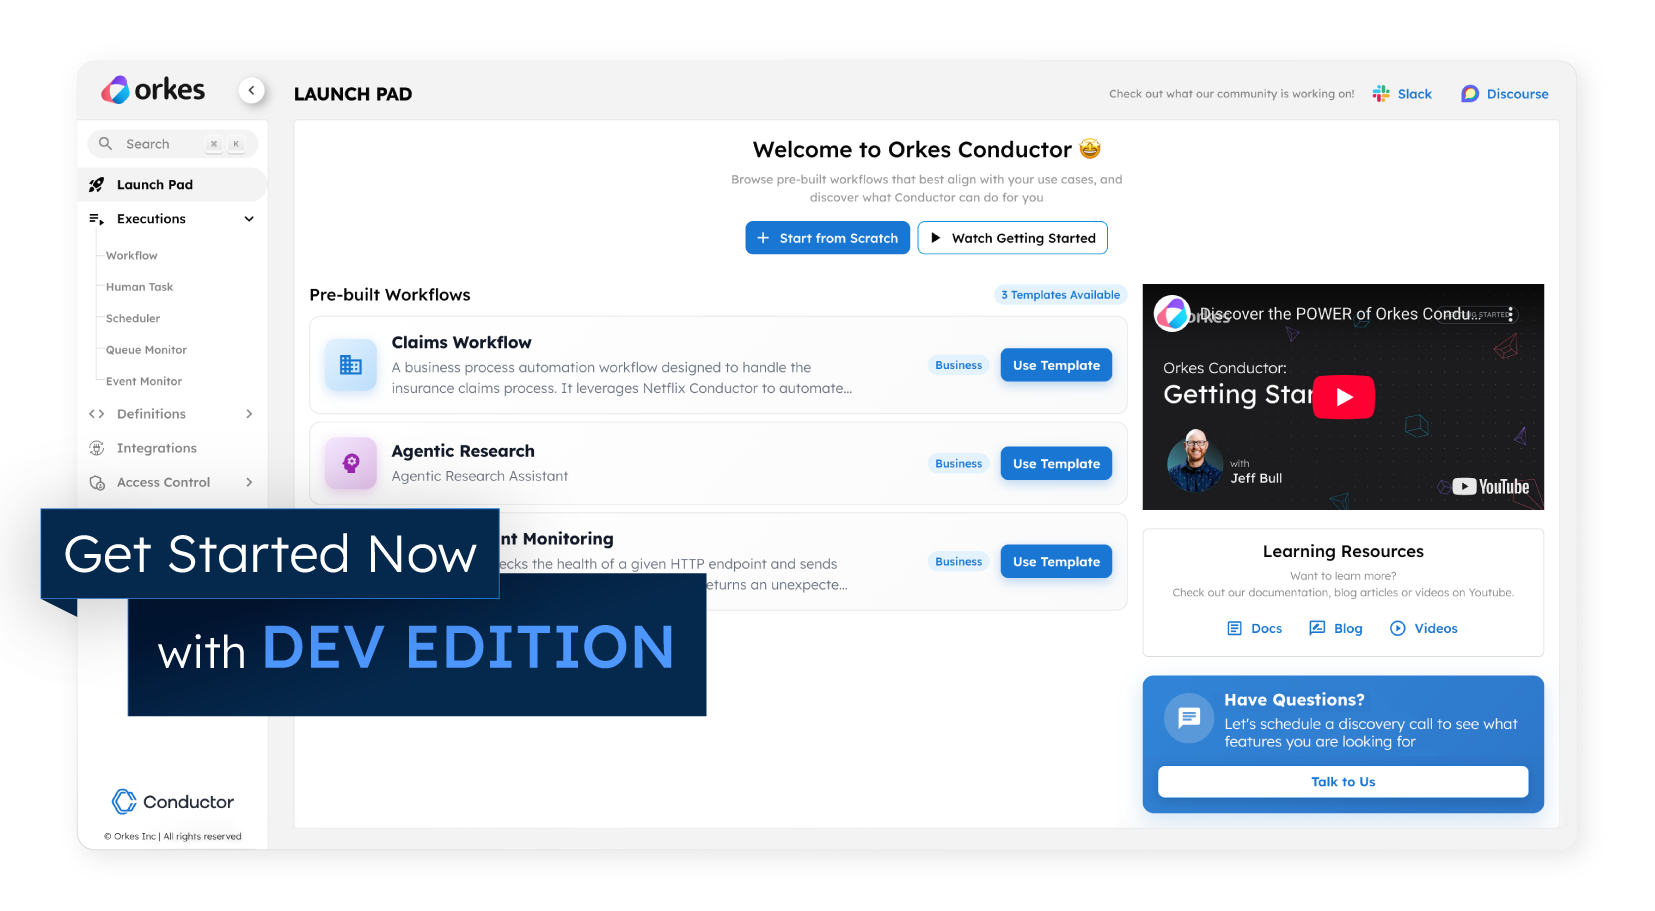 orkes
LAUNCH PAD
Check out what our community is working on!
Slack
Discourse
Search
⌘ K
Launch Pad
Executions
Workflow
Human Task
Scheduler
Queue Monitor
Event Monitor
Definitions
Integrations
Access Control
Welcome to Orkes Conductor
Browse pre-built workflows that best align with your use cases, and
discover what Conductor can do for you
+ Start from Scratch
Watch Getting Started
Pre-built Workflows
3 Templates Available
Claims Workflow
A business process automation workflow designed to handle the
insurance claims process. It leverages Netflix Conductor to automate...
Business
Use Template
Agentic Research
Agentic Research Assistant
Business
Use Template
nt Monitoring
ecks the health of a given HTTP endpoint and sends
eturns an unexpecte...
Business
Use Template
Get Started Now
with DEV EDITION
Discover the POWER of Orkes Condu...
orkes
GETTING STARTED
Orkes Conductor:
Getting Star
with
Jeff Bull
YouTube
Learning Resources
Want to learn more?
Check out our documentation, blog articles or videos on Youtube.
Docs
Blog
Videos
Have Questions?
Let's schedule a discovery call to see what
features you are looking for
Talk to Us
Conductor
© Orkes Inc | All rights reserved